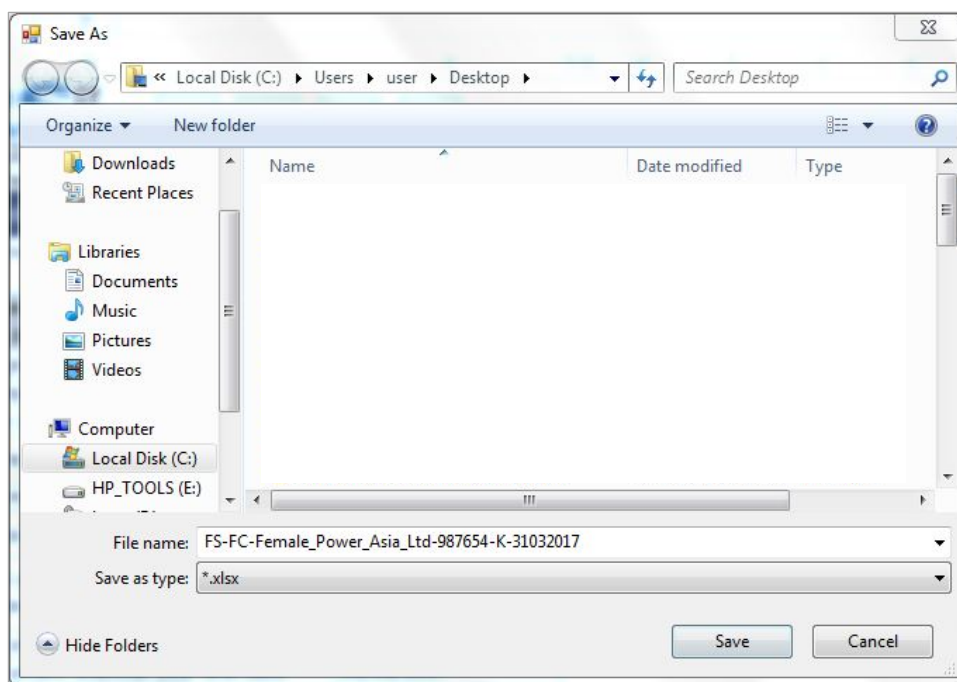 Save As
« Local Disk (C:) ▸ Users ▸ user ▸ Desktop ▸ Search Desktop
Organize New folder
Name Date modified Type
Downloads
Recent Places
Libraries
Documents
Music
Pictures
Videos
Computer
Local Disk (C:)
HP_TOOLS (E:)
File name: FS-FC-Female_Power_Asia_Ltd-987654-K-31032017
Save as type: *.xlsx
Hide Folders Save Cancel